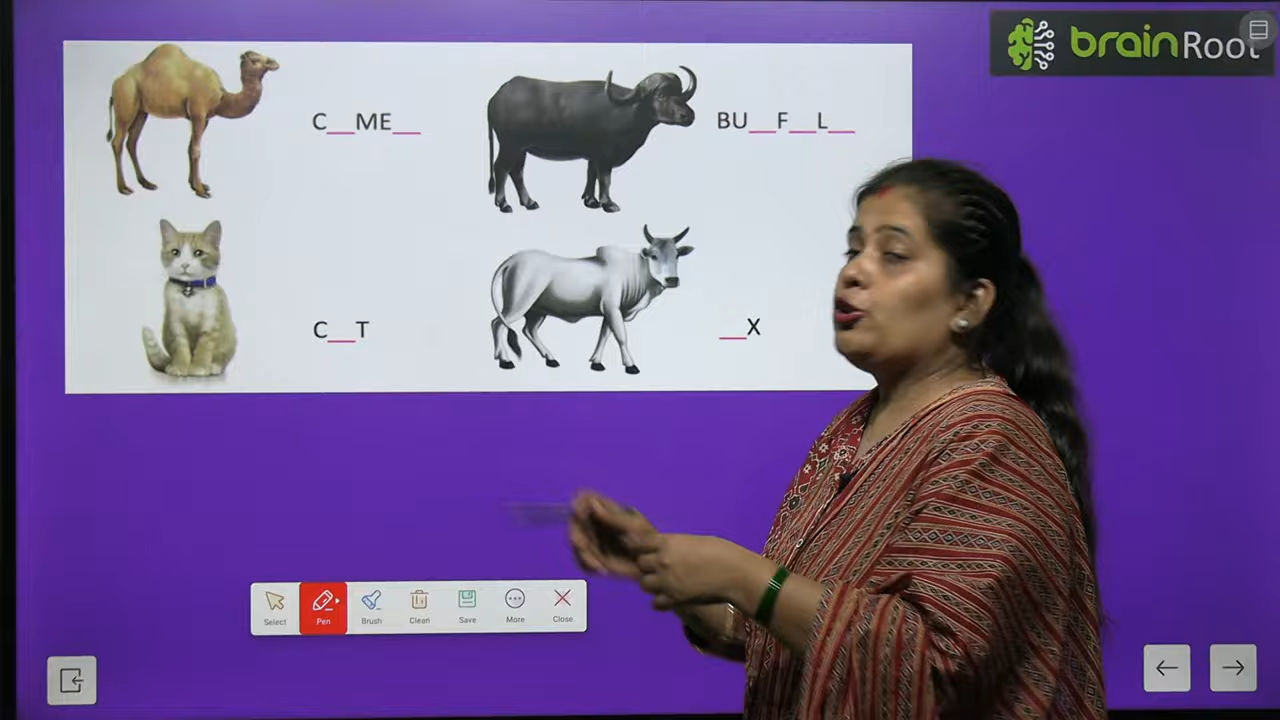 brainRoot
C__ME__
BU__F__L__
C__T
__X
Select Pen Brush Clean Save More Close